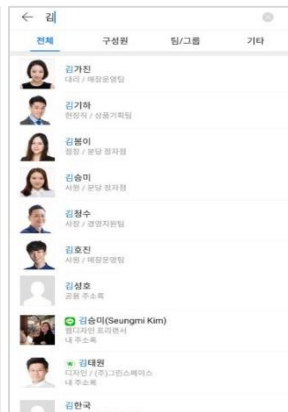 ← 김
전체 구성원 팀/그룹 기타
김가진
대리 / 매장운영팀
김기하
현장직 / 상품기획팀
김봄이
점장 / 분당 정자점
김승미
사원 / 분당 정자점
김정수
사장 / 경영지원팀
김호진
사원 / 매장운영팀
김성호
공용 주소록
김승미(Seungmi Kim)
웹디자인 프리랜서
내 주소록
김태원
디자인 / (주)그린스페이스
내 주소록
김한국